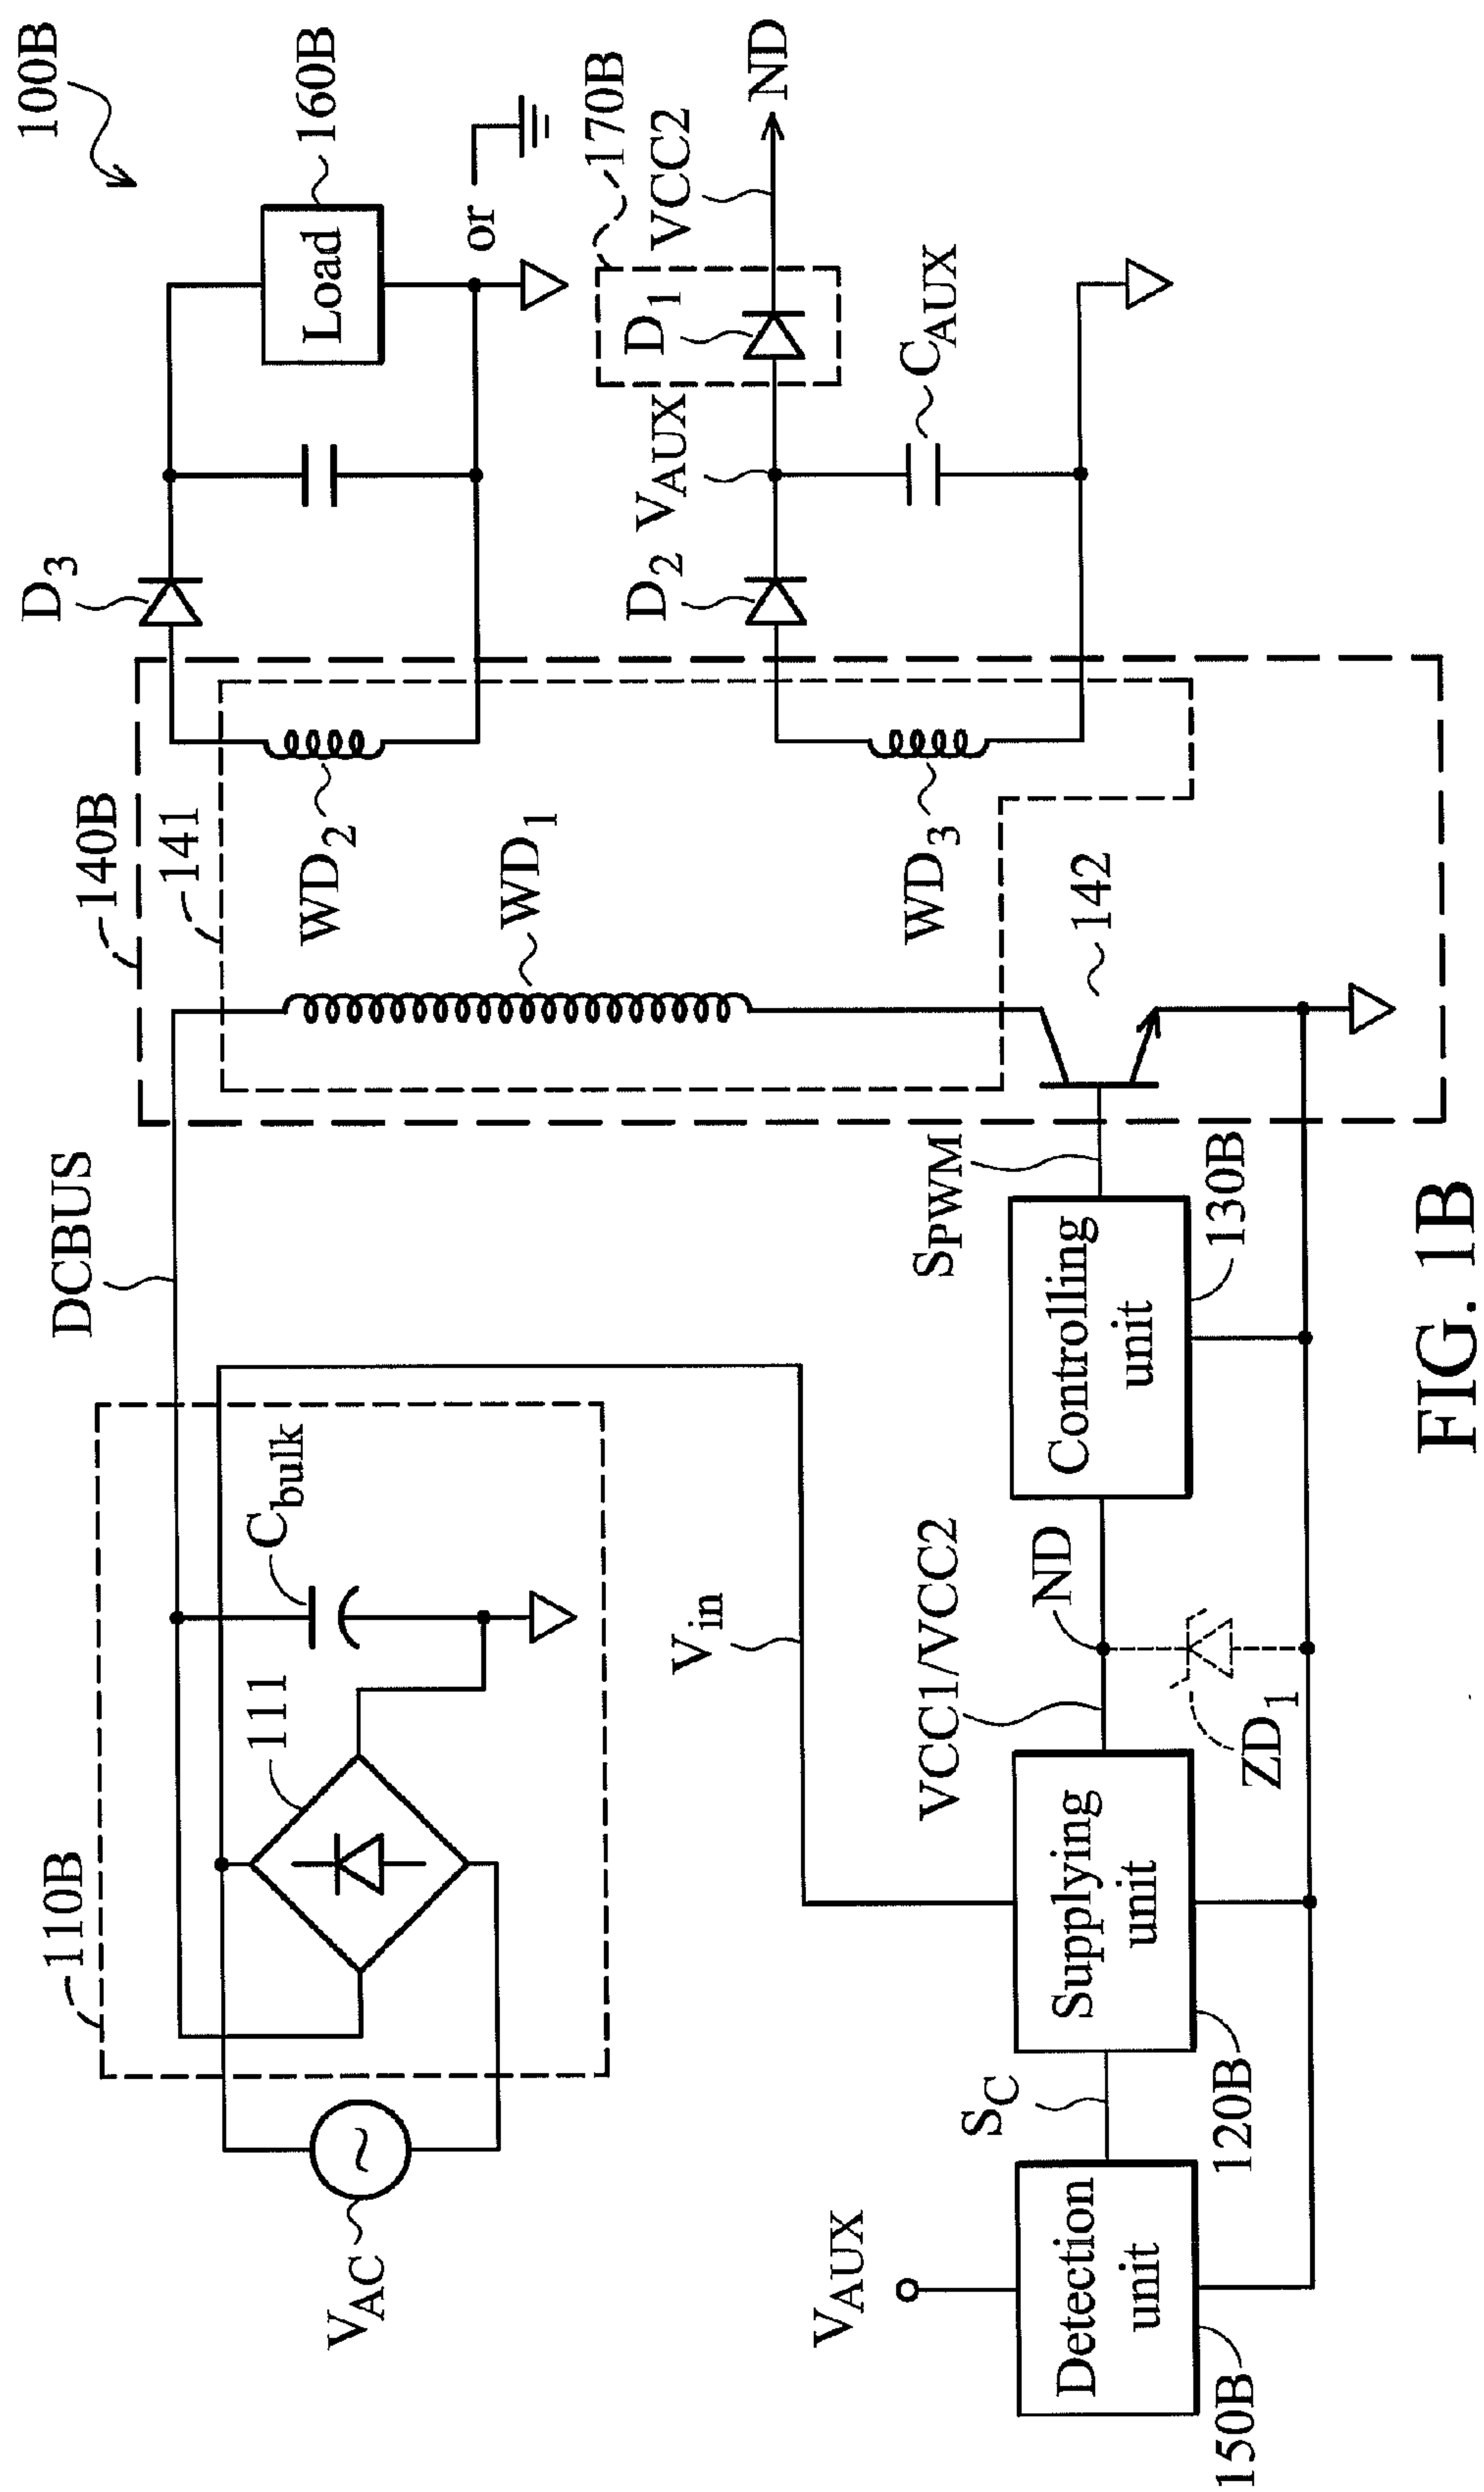 100B
160B
Load
or
D3
140B
141
WD2
WD1
WD3
142
D2
VAUX
D1
170B
VCC2
ND
CAUX
DCBUS
110B
111
Cbulk
VAC
Vin
VAUX
Detection
unit
150B
SC
Supplying
unit
120B
VCC1/VCC2
ND
ZD1
Controlling
unit
130B
SPWM
FIG. 1B